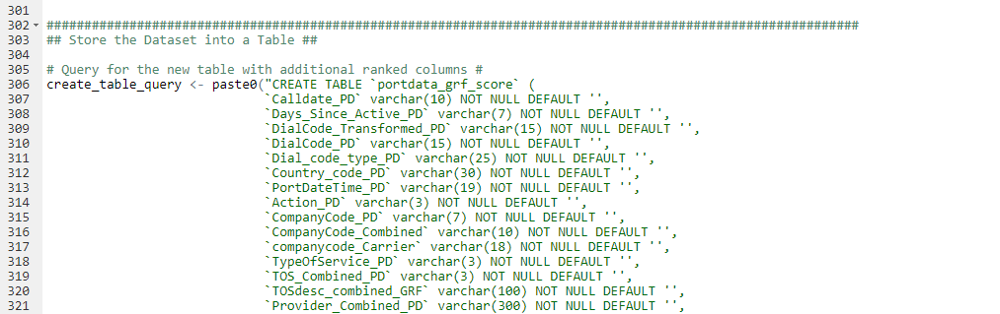 301
302 ############################################################################################################
303 ## Store the Dataset into a Table ##
304
305 # Query for the new table with additional ranked columns #
306 create_table_query <- paste0("CREATE TABLE `portdata_grf_score` (
307 `Calldate_PD` varchar(10) NOT NULL DEFAULT '',
308 `Days_Since_Active_PD` varchar(7) NOT NULL DEFAULT '',
309 `DialCode_Transformed_PD` varchar(15) NOT NULL DEFAULT '',
310 `DialCode_PD` varchar(15) NOT NULL DEFAULT '',
311 `Dial_code_type_PD` varchar(25) NOT NULL DEFAULT '',
312 `Country_code_PD` varchar(30) NOT NULL DEFAULT '',
313 `PortDateTime_PD` varchar(19) NOT NULL DEFAULT '',
314 `Action_PD` varchar(3) NOT NULL DEFAULT '',
315 `CompanyCode_PD` varchar(7) NOT NULL DEFAULT '',
316 `CompanyCode_Combined` varchar(10) NOT NULL DEFAULT '',
317 `companycode_Carrier` varchar(18) NOT NULL DEFAULT '',
318 `TypeOfService_PD` varchar(3) NOT NULL DEFAULT '',
319 `TOS_Combined_PD` varchar(3) NOT NULL DEFAULT '',
320 `TOSdesc_combined_GRF` varchar(100) NOT NULL DEFAULT '',
321 `Provider_Combined_PD` varchar(300) NOT NULL DEFAULT '',